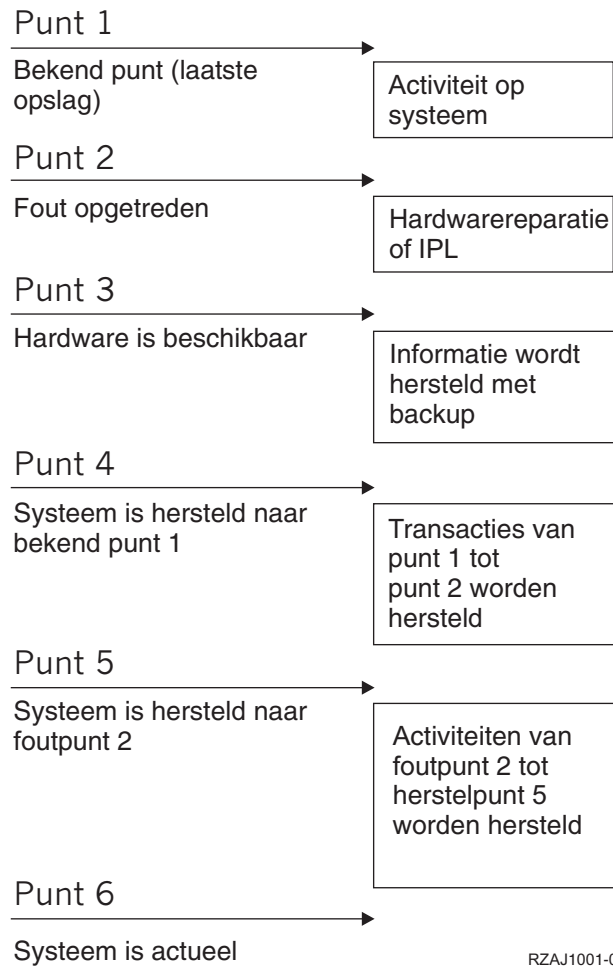 Punt 1
Bekend punt (laatste
opslag)
Activiteit op
systeem
Punt 2
Fout opgetreden
Hardwarereparatie
of IPL
Punt 3
Hardware is beschikbaar
Informatie wordt
hersteld met
backup
Punt 4
Systeem is hersteld naar
bekend punt 1
Transacties van
punt 1 tot
punt 2 worden
hersteld
Punt 5
Systeem is hersteld naar
foutpunt 2
Activiteiten van
foutpunt 2 tot
herstelpunt 5
worden hersteld
Punt 6
Systeem is actueel
RZAJ1001-0